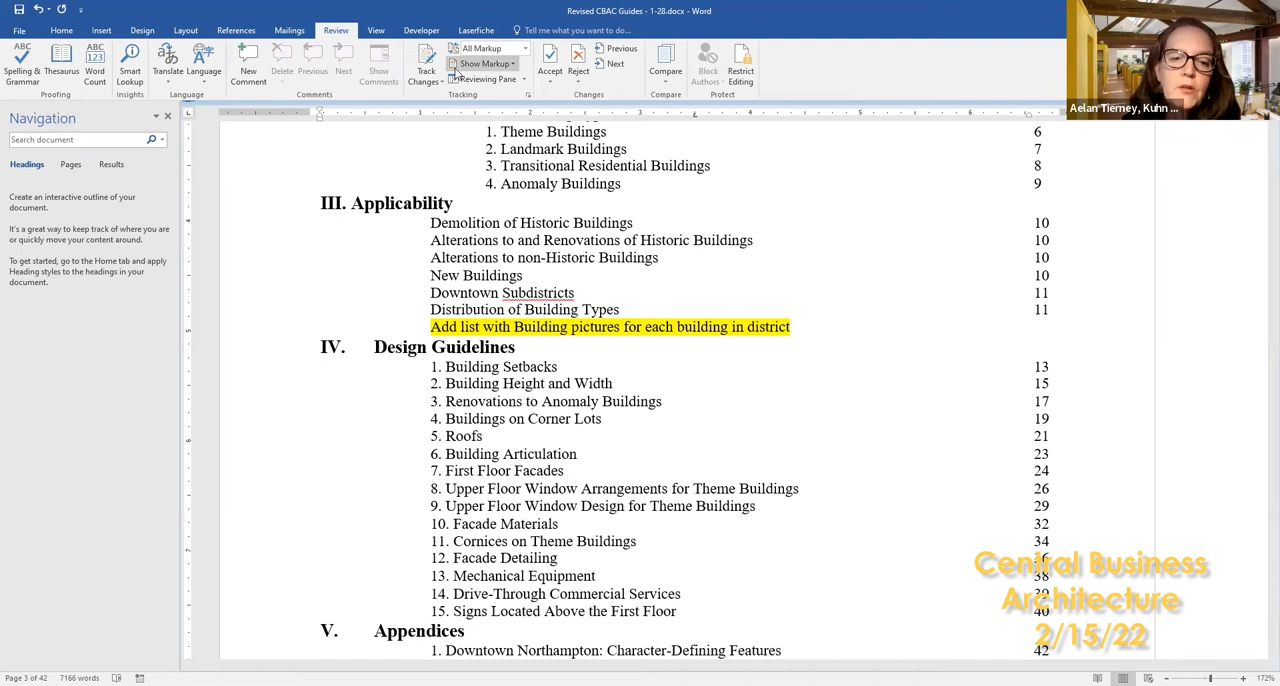 Revised CBAC Guides - 1-28.docx - Word
File Home Insert Design Layout References Mailings Review View Developer Laserfiche Tell me what you want to do...
ABC ABC 123
Spelling & Grammar Thesaurus Word Count Smart Lookup Translate Language New Comment Delete Previous Next Show Comments Track Changes All Markup Show Markup Reviewing Pane Accept Reject Previous Next Compare Block Authors Restrict Editing
Proofing Insights Language Comments Tracking Changes Compare Protect
Aelan Tierney, Kuhn ...
Navigation
Search document
Headings Pages Results
Create an interactive outline of your
document.
It's a great way to keep track of where you are
or quickly move your content around.
To get started, go to the Home tab and apply
Heading styles to the headings in your
document.
1. Theme Buildings 6
2. Landmark Buildings 7
3. Transitional Residential Buildings 8
4. Anomaly Buildings 9
III. Applicability
Demolition of Historic Buildings 10
Alterations to and Renovations of Historic Buildings 10
Alterations to non-Historic Buildings 10
New Buildings 10
Downtown Subdistricts 11
Distribution of Building Types 11
Add list with Building pictures for each building in district
IV. Design Guidelines
1. Building Setbacks 13
2. Building Height and Width 15
3. Renovations to Anomaly Buildings 17
4. Buildings on Corner Lots 19
5. Roofs 21
6. Building Articulation 23
7. First Floor Facades 24
8. Upper Floor Window Arrangements for Theme Buildings 26
9. Upper Floor Window Design for Theme Buildings 29
10. Facade Materials 32
11. Cornices on Theme Buildings 34
12. Facade Detailing
13. Mechanical Equipment 38
14. Drive-Through Commercial Services
15. Signs Located Above the First Floor 40
V. Appendices
1. Downtown Northampton: Character-Defining Features 42
Central Business
Architecture
2/15/22
Page 3 of 42 7166 words 172%